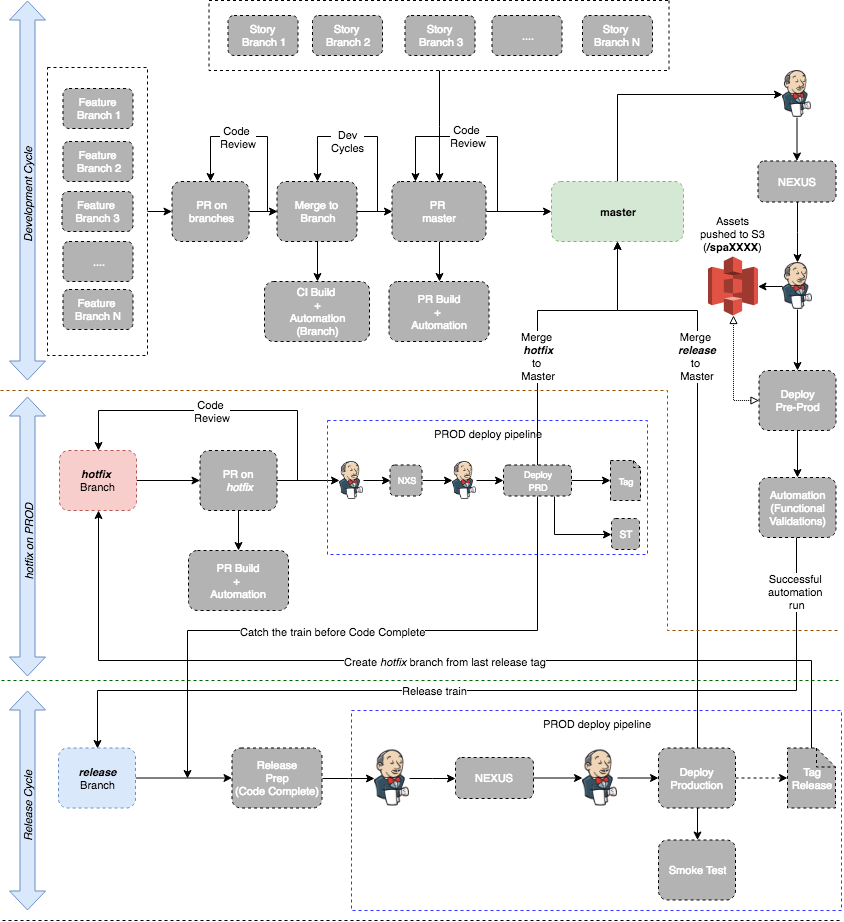 Story
Branch 1
Story
Branch 2
Story
Branch 3
....
Story
Branch N
Development Cycle
Feature
Branch 1
Feature
Branch 2
Feature
Branch 3
....
Feature
Branch N
Code
Review
Dev
Cycles
Code
Review
PR on
branches
Merge to
Branch
PR
master
master
NEXUS
CI Build
+
Automation
(Branch)
PR Build
+
Automation
Assets
pushed to S3
(/spaXXXX)
Merge
hotfix
to
Master
Merge
release
to
Master
Deploy
Pre-Prod
Automation
(Functional
Validations)
Successful
automation
run
hotfix on PROD
Code
Review
hotfix
Branch
PR on
hotfix
PR Build
+
Automation
PROD deploy pipeline
NXS
Deploy
PRD
Tag
ST
Catch the train before Code Complete
Create hotfix branch from last release tag
Release train
Release Cycle
release
Branch
Release
Prep
(Code Complete)
PROD deploy pipeline
NEXUS
Deploy
Production
Tag
Release
Smoke Test